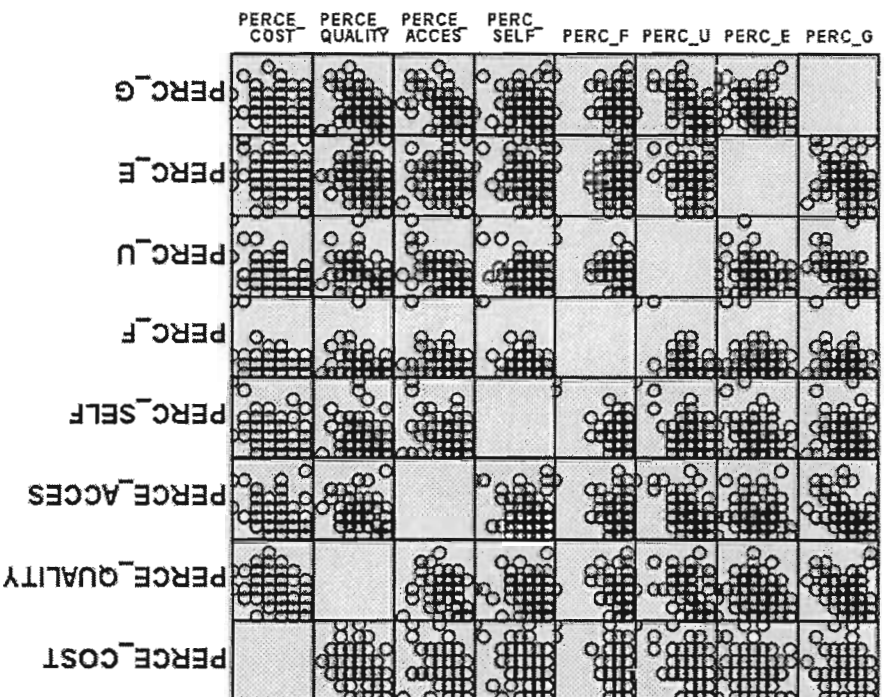 PERCE_ COST
PERCE_ QUALITY
PERCE_ ACCES
PERC_ SELF
PERC_F
PERC_U
PERC_E
PERC_G
PERC_G
PERC_E
PERC_U
PERC_F
PERC_SELF
PERCE_ACCES
PERCE_QUALITY
PERCE_COST